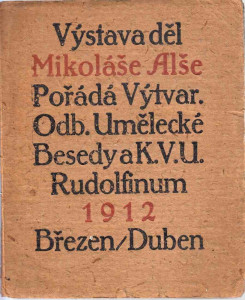 Výstava děl
Mikoláše Alše
Pořádá Výtvar.
Odb. Umělecké
Besedy a K.V.U.
Rudolfinum
1912
Březen/Duben